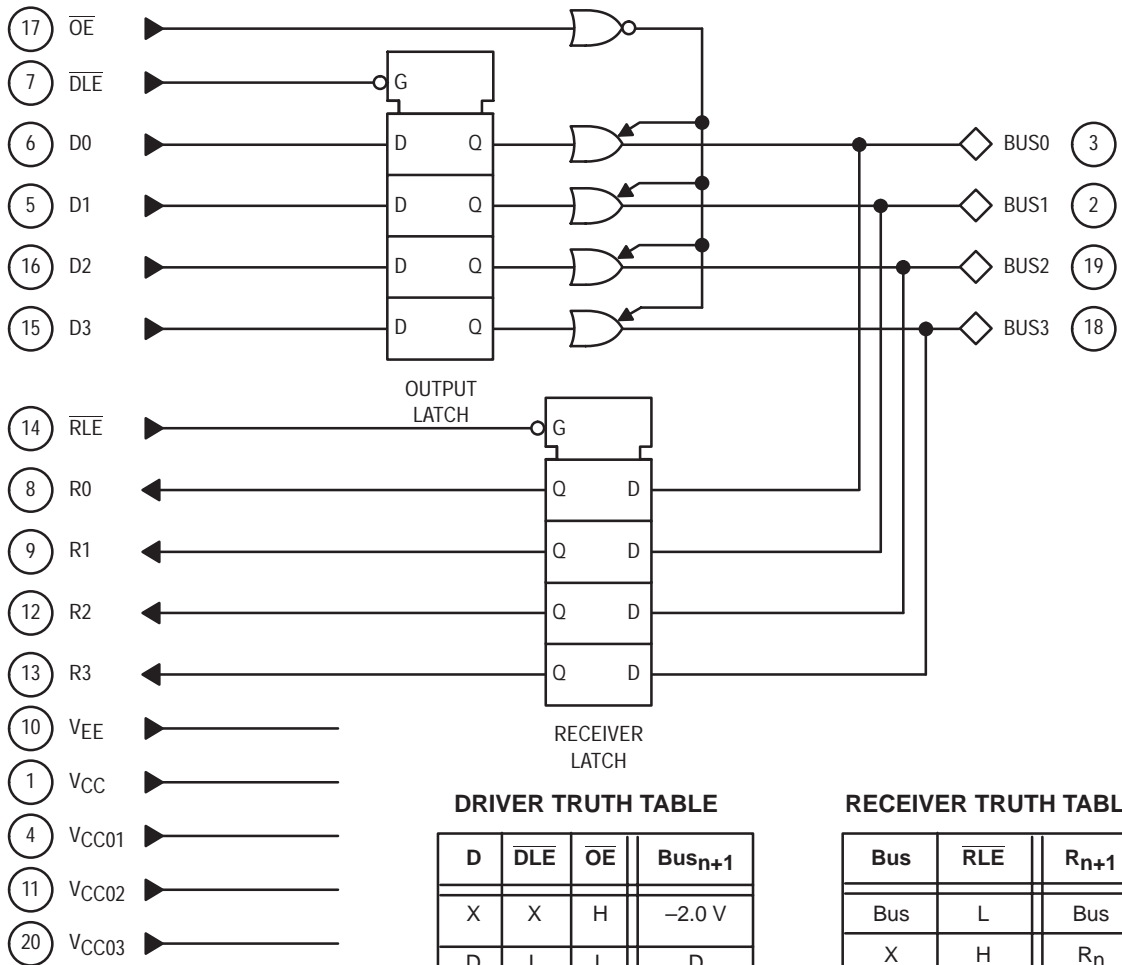 17 OE
7 DLE G
6 D0 D Q BUS0 3
5 D1 D Q BUS1 2
16 D2 D Q BUS2 19
15 D3 D Q BUS3 18
OUTPUT
LATCH
14 RLE G
8 R0 Q D
9 R1 Q D
12 R2 Q D
13 R3 Q D
10 VEE
RECEIVER
LATCH
1 VCC
4 VCC01
11 VCC02
20 VCC03
DRIVER TRUTH TABLE
D DLE OE Busn+1
X X H –2.0 V
D L L D
RECEIVER TRUTH TABL
Bus RLE Rn+1
Bus L Bus
X H Rn